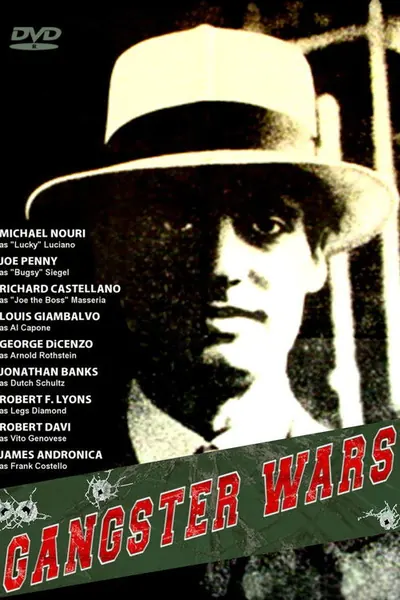 DVD
R
MICHAEL NOURI
as "Lucky" Luciano
JOE PENNY
as "Bugsy" Siegel
RICHARD CASTELLANO
as "Joe the Boss" Masseria
LOUIS GIAMBALVO
as Al Capone
GEORGE DiCENZO
as Arnold Rothstein
JONATHAN BANKS
as Dutch Schultz
ROBERT F. LYONS
as Legs Diamond
ROBERT DAVI
as Vito Genovese
JAMES ANDRONICA
as Frank Costello
GANGSTER WARS